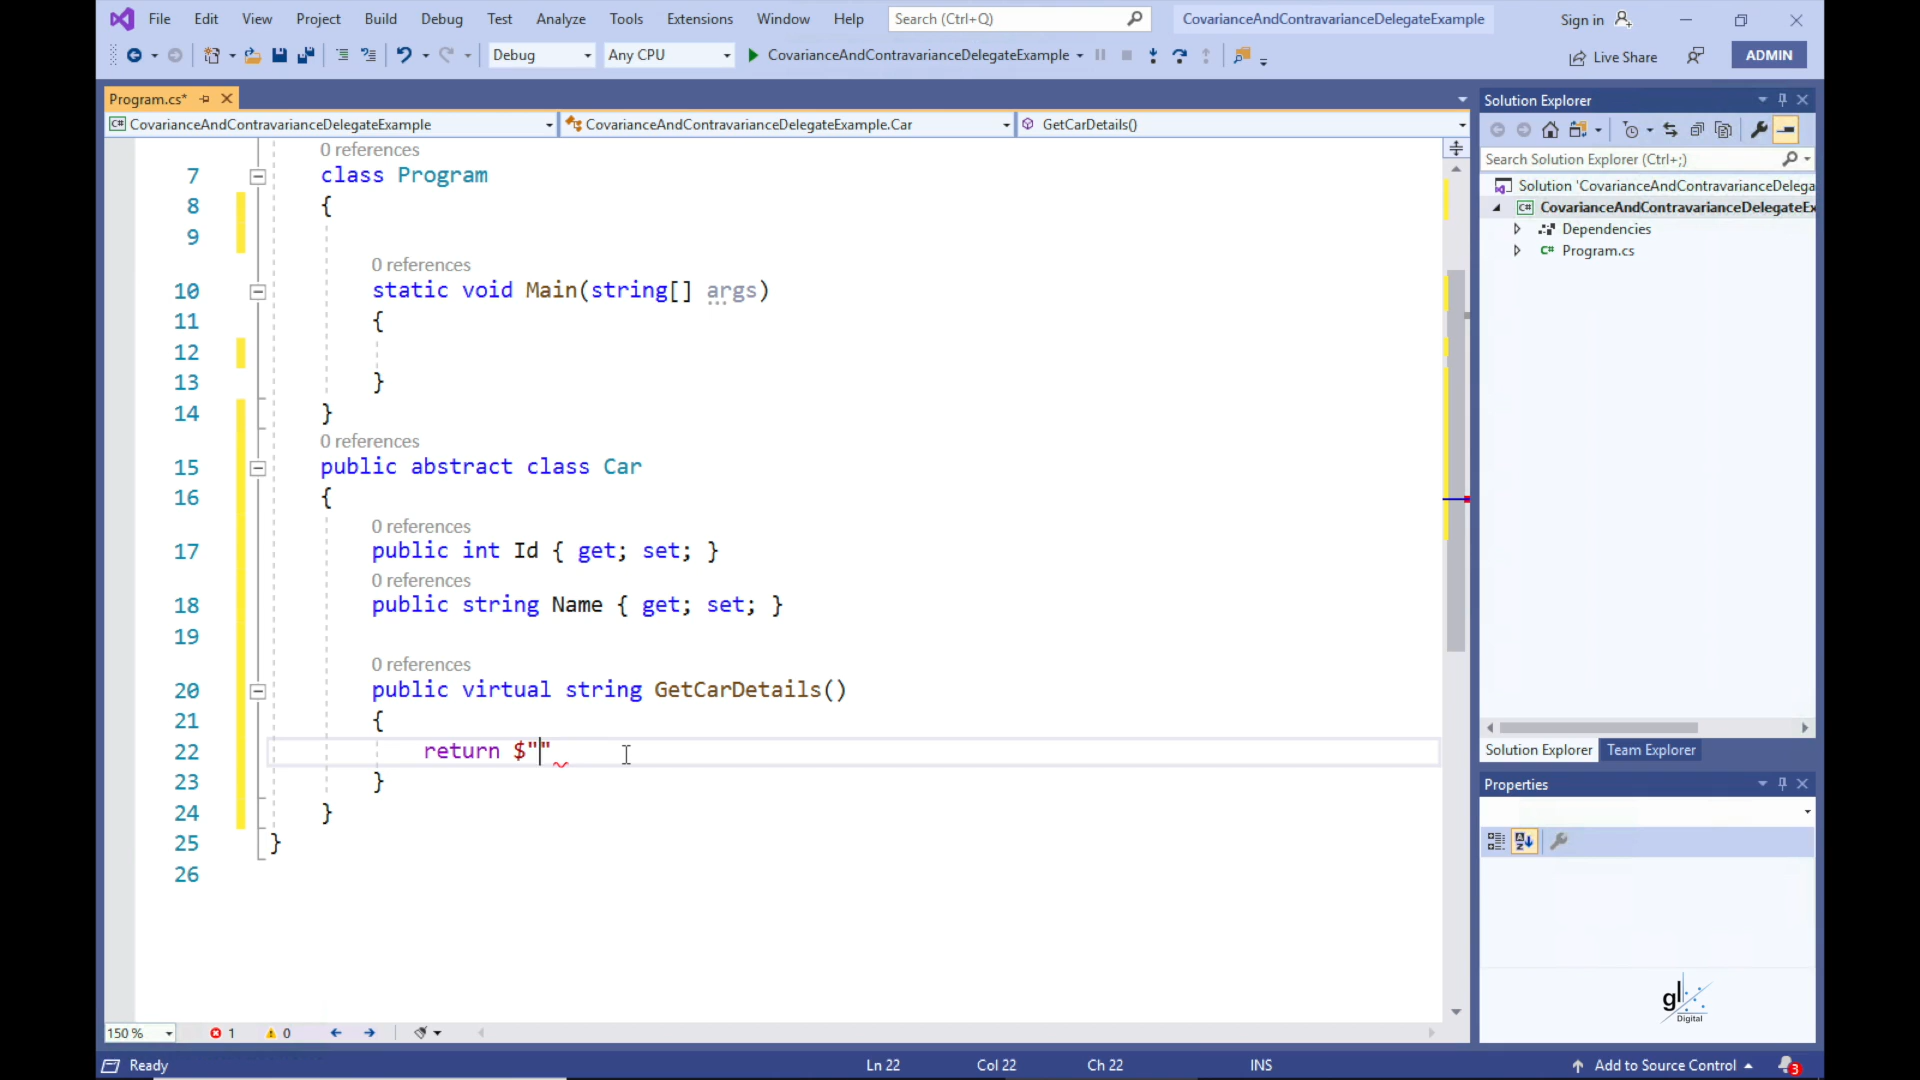 File Edit View Project Build Debug Test Analyze Tools Extensions Window Help Search (Ctrl+Q) CovarianceAndContravarianceDelegateExample Sign in
Debug Any CPU CovarianceAndContravarianceDelegateExample Live Share ADMIN
Program.cs*
C# CovarianceAndContravarianceDelegateExample CovarianceAndContravarianceDelegateExample.Car GetCarDetails()
0 references
7 class Program
8 {
9
0 references
10 static void Main(string[] args)
11 {
12
13 }
14 }
0 references
15 public abstract class Car
16 {
0 references
17 public int Id { get; set; }
0 references
18 public string Name { get; set; }
19
0 references
20 public virtual string GetCarDetails()
21 {
22 return $""
23 }
24 }
25 }
26
150 % 1 0
Ready Ln 22 Col 22 Ch 22 INS Add to Source Control 3
Solution Explorer
Search Solution Explorer (Ctrl+;)
Solution 'CovarianceAndContravarianceDelega
C# CovarianceAndContravarianceDelegateEx
Dependencies
C# Program.cs
Solution Explorer Team Explorer
Properties
gl
Digital